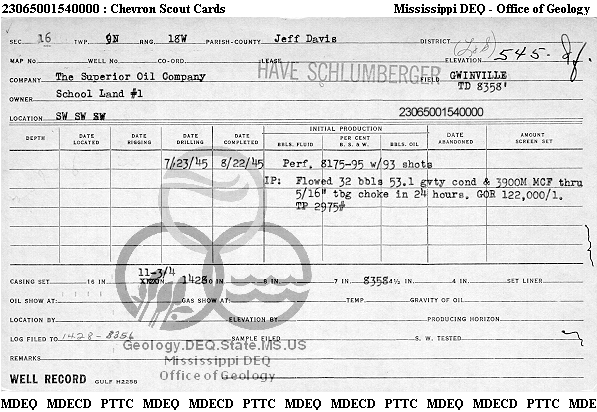 23065001540000 : Chevron Scout Cards Mississippi DEQ - Office of Geology
SEC. 16 TWP. 9N RNG. 18W PARISH-COUNTY Jeff Davis DISTRICT
MAP NO. WELL NO. CO-ORD. LEASE ELEVATION 545- df.
HAVE SCHLUMBERGER
COMPANY The Superior Oil Company FIELD GWINVILLE
TD 8358'
OWNER School Land #1
LOCATION SW SW SW 23065001540000
DEPTH DATE LOCATED DATE RIGGING DATE DRILLING DATE COMPLETED INITIAL PRODUCTION BBLS. FLUID PER CENT B. S. & W. BBLS. OIL DATE ABANDONED AMOUNT SCREEN SET
7/23/45 8/22/45 Perf. 8175-95 w/93 shots
IP: Flowed 32 bbls 53.1 gvty cond & 3900M MCF thru
5/16" tbg choke in 24 hours. GOR 122,000/1.
TP 2975#
11-3/4
CASING SET 16 IN. IN. 1428 0 IN. 8 IN. 7 IN. 8358 4½ IN. 4 IN. SET LINER
OIL SHOW AT: GAS SHOW AT: TEMP. GRAVITY OF OIL
LOCATION BY ELEVATION BY PRODUCING HORIZON
LOG FILED TO 1428-8356 SAMPLE FILED S. W. TESTED
Geology.DEQ.State.MS.US
REMARKS
Mississippi DEQ
Office of Geology
WELL RECORD GULF H2256
MDEQ MDECD PTTC MDEQ MDECD PTTC MDEQ MDECD PTTC MDEQ MDECD PTTC MDE